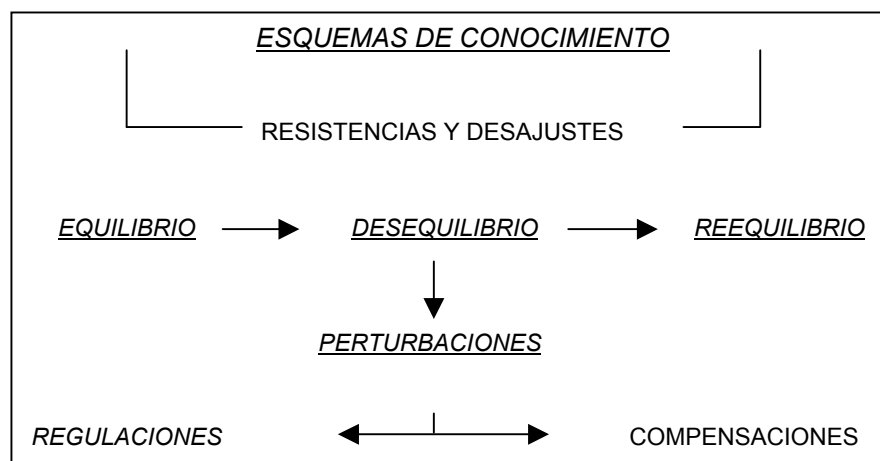 ESQUEMAS DE CONOCIMIENTO
RESISTENCIAS Y DESAJUSTES
EQUILIBRIO DESEQUILIBRIO REEQUILIBRIO
PERTURBACIONES
REGULACIONES COMPENSACIONES